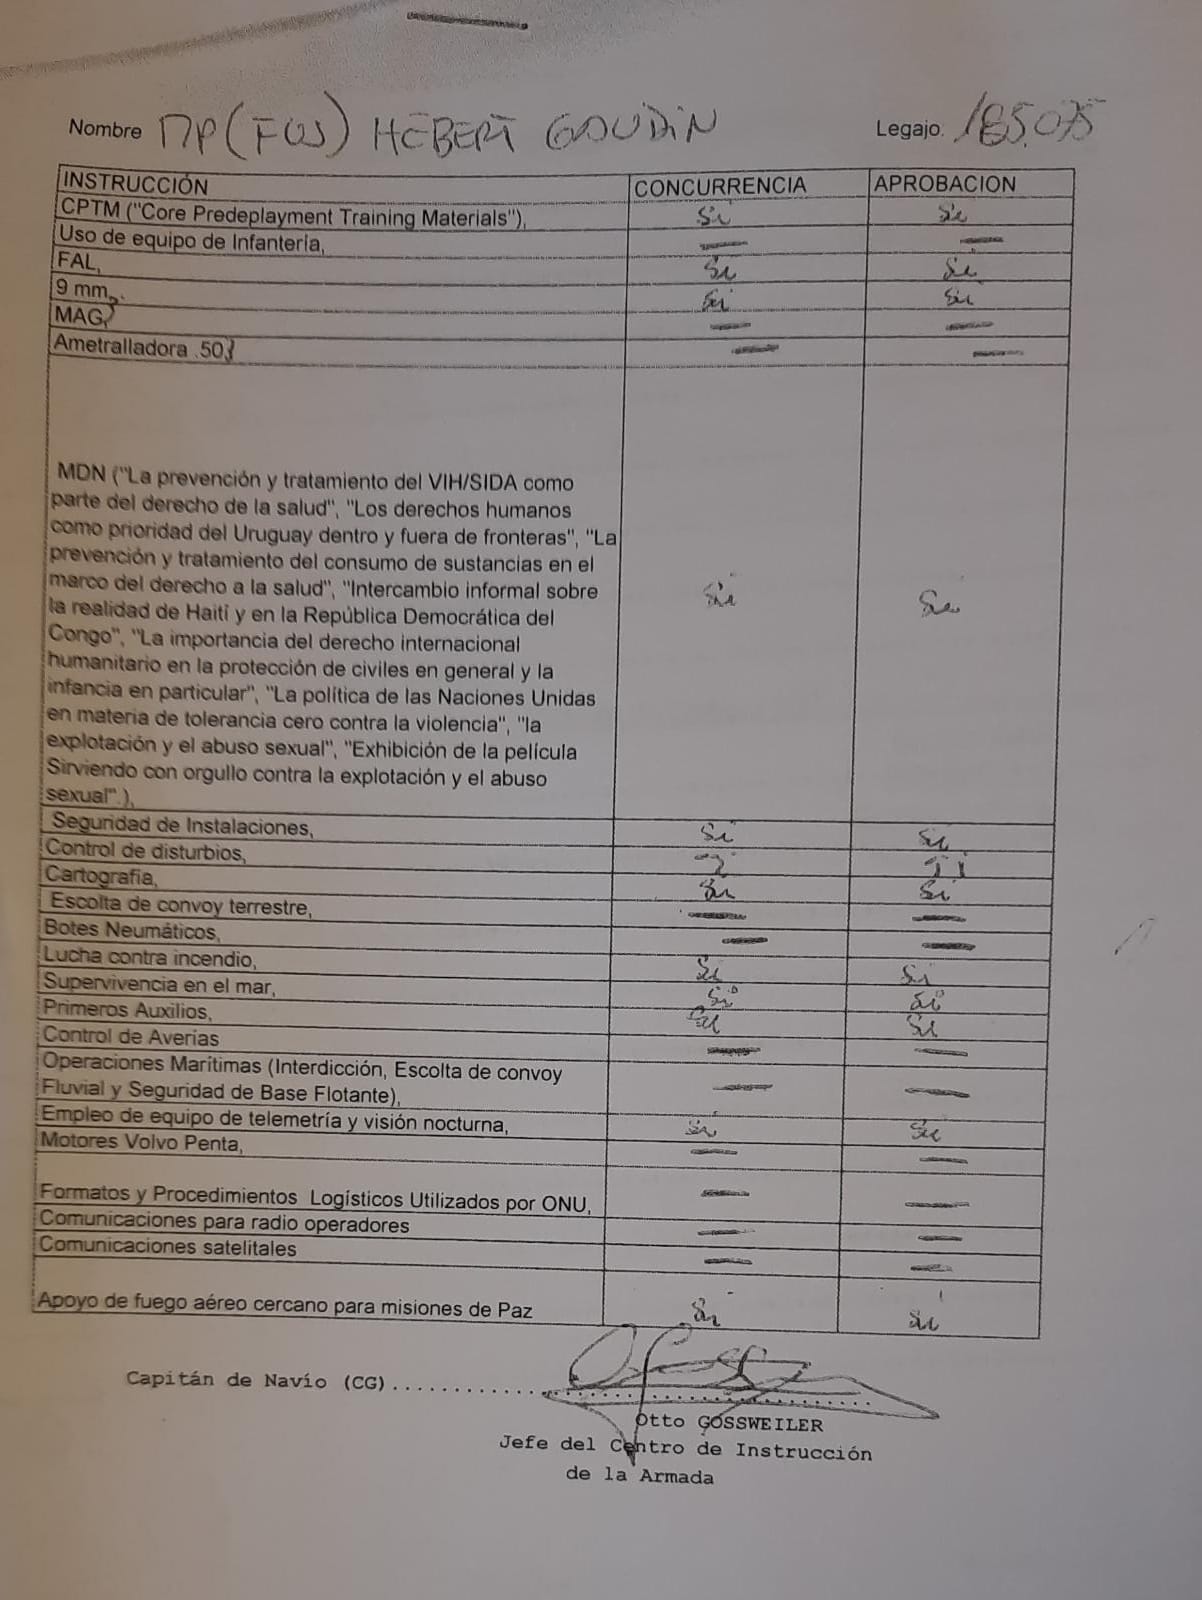 Nombre MP (FUS) HEBERT GAUDIN Legajo. 185.075
INSTRUCCIÓN CONCURRENCIA APROBACION
CPTM ("Core Predeplayment Training Materials"), Si Si
Uso de equipo de Infantería, — —
FAL, Si Si
9 mm, Si Si
MAG, — —
Ametralladora .50 — —
MDN ("La prevención y tratamiento del VIH/SIDA como
parte del derecho de la salud", "Los derechos humanos
como prioridad del Uruguay dentro y fuera de fronteras", "La
prevención y tratamiento del consumo de sustancias en el
marco del derecho a la salud", "Intercambio informal sobre
la realidad de Haití y en la República Democrática del Si Si
Congo", "La importancia del derecho internacional
humanitario en la protección de civiles en general y la
infancia en particular", "La política de las Naciones Unidas
en materia de tolerancia cero contra la violencia", "la
explotación y el abuso sexual", "Exhibición de la película
Sirviendo con orgullo contra la explotación y el abuso
sexual".),
Seguridad de Instalaciones, Si Si
Control de disturbios,
Cartografía, Si Si
Escolta de convoy terrestre, — —
Botes Neumáticos, — —
Lucha contra incendio, Si Si
Supervivencia en el mar, Si Si
Primeros Auxilios, Si Si
Control de Averías — —
Operaciones Marítimas (Interdicción, Escolta de convoy
Fluvial y Seguridad de Base Flotante), — —
Empleo de equipo de telemetría y visión nocturna, Si Si
Motores Volvo Penta, — —
Formatos y Procedimientos Logísticos Utilizados por ONU, — —
Comunicaciones para radio operadores — —
Comunicaciones satelitales — —
Apoyo de fuego aéreo cercano para misiones de Paz Si Si
Capitán de Navío (CG)........................................
Otto GOSSWEILER
Jefe del Centro de Instrucción
de la Armada